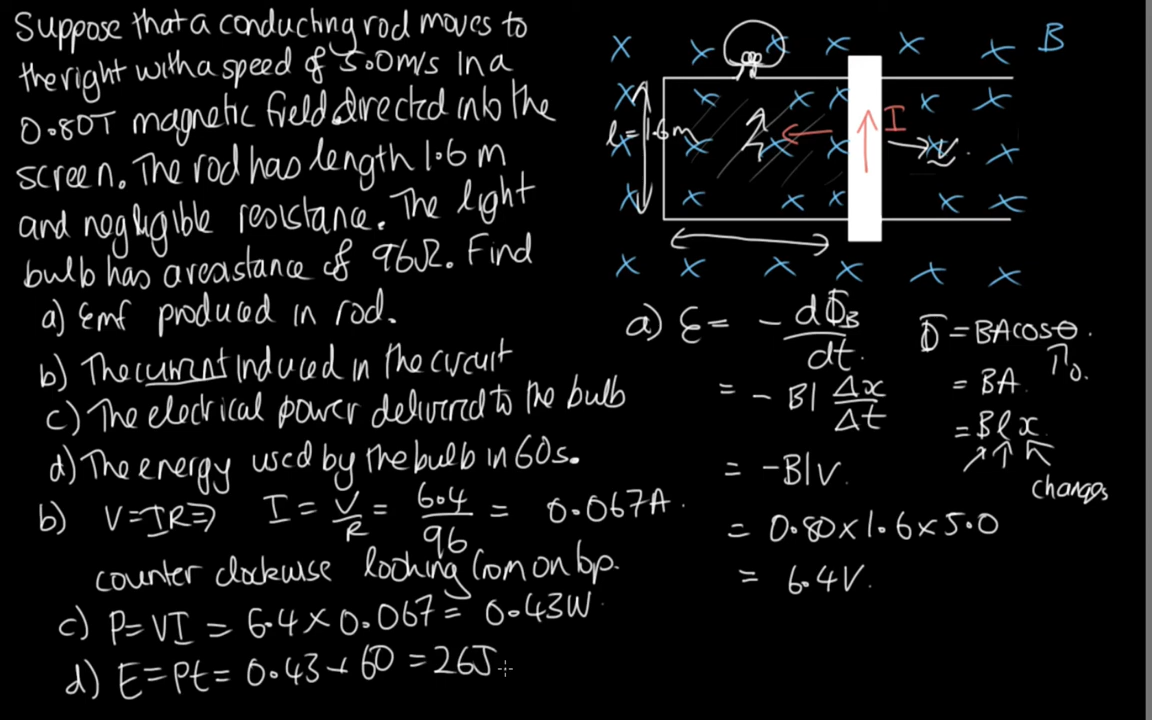 Suppose that a conducting rod moves to
the right with a speed of 5.0m/s in a
0.80T magnetic field directed into the
screen. The rod has length 1.6 m
and negligible resistance. The light
bulb has a resistance of 96Ω. Find
a) Emf produced in rod.
b) The current induced in the circuit
c) The electrical power delivered to the bulb
d) The energy used by the bulb in 60s.
b) V=IR⇒ I = V/R = 6.4/96 = 0.067A.
counter clockwise looking from on top.
c) P=VI = 6.4 × 0.067 = 0.43W.
d) E=Pt = 0.43 × 60 = 26J
B
l = 1.6m
I
v
a) ℰ = - dΦB/dt.
= - Bl Δx/Δt
= -Blv.
= 0.80×1.6×5.0
= 6.4V.
Φ = BAcosθ.
0.
= BA.
= Blx.
changes